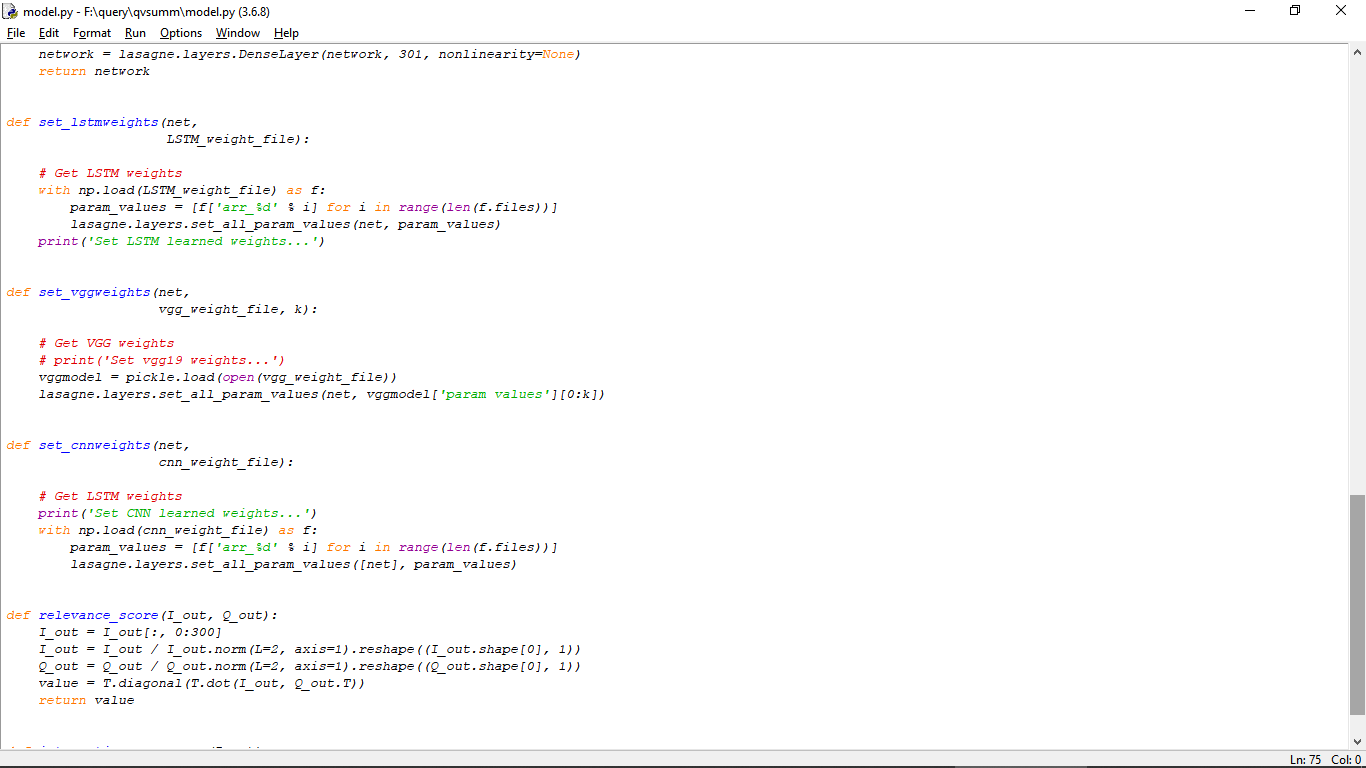 model.py - F:\query\qvsumm\model.py (3.6.8)
File Edit Format Run Options Window Help
    network = lasagne.layers.DenseLayer(network, 301, nonlinearity=None)
    return network


def set_lstmweights(net,
                    LSTM_weight_file):

    # Get LSTM weights
    with np.load(LSTM_weight_file) as f:
        param_values = [f['arr_%d' % i] for i in range(len(f.files))]
        lasagne.layers.set_all_param_values(net, param_values)
    print('Set LSTM learned weights...')


def set_vggweights(net,
                   vgg_weight_file, k):

    # Get VGG weights
    # print('Set vgg19 weights...')
    vggmodel = pickle.load(open(vgg_weight_file))
    lasagne.layers.set_all_param_values(net, vggmodel['param values'][0:k])


def set_cnnweights(net,
                   cnn_weight_file):

    # Get LSTM weights
    print('Set CNN learned weights...')
    with np.load(cnn_weight_file) as f:
        param_values = [f['arr_%d' % i] for i in range(len(f.files))]
        lasagne.layers.set_all_param_values([net], param_values)


def relevance_score(I_out, Q_out):
    I_out = I_out[:, 0:300]
    I_out = I_out / I_out.norm(L=2, axis=1).reshape((I_out.shape[0], 1))
    Q_out = Q_out / Q_out.norm(L=2, axis=1).reshape((Q_out.shape[0], 1))
    value = T.diagonal(T.dot(I_out, Q_out.T))
    return value
Ln: 75 Col: 0